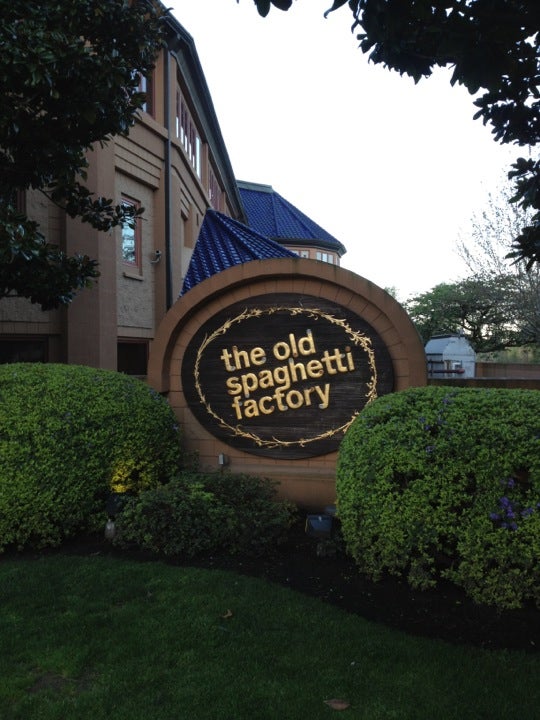 the old
spaghetti
factory